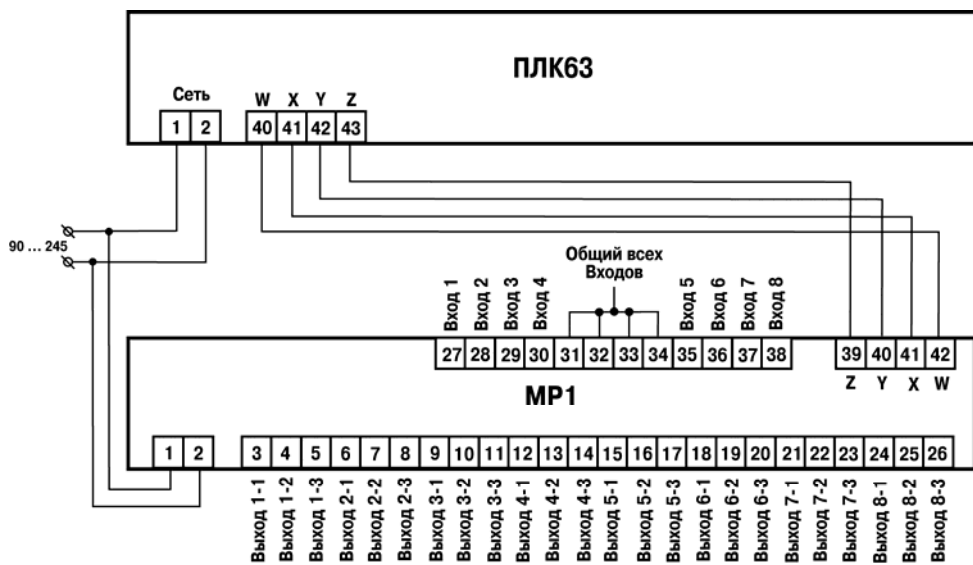 ПЛК63
Сеть
W X Y Z
1 2 40 41 42 43
90 ... 245
Общий всех
Входов
Вход 1
Вход 2
Вход 3
Вход 4
Вход 5
Вход 6
Вход 7
Вход 8
27 28 29 30 31 32 33 34 35 36 37 38 39 40 41 42
Z Y X W
МР1
1 2 3 4 5 6 7 8 9 10 11 12 13 14 15 16 17 18 19 20 21 22 23 24 25 26
Выход 1-1
Выход 1-2
Выход 1-3
Выход 2-1
Выход 2-2
Выход 2-3
Выход 3-1
Выход 3-2
Выход 3-3
Выход 4-1
Выход 4-2
Выход 4-3
Выход 5-1
Выход 5-2
Выход 5-3
Выход 6-1
Выход 6-2
Выход 6-3
Выход 7-1
Выход 7-2
Выход 7-3
Выход 8-1
Выход 8-2
Выход 8-3